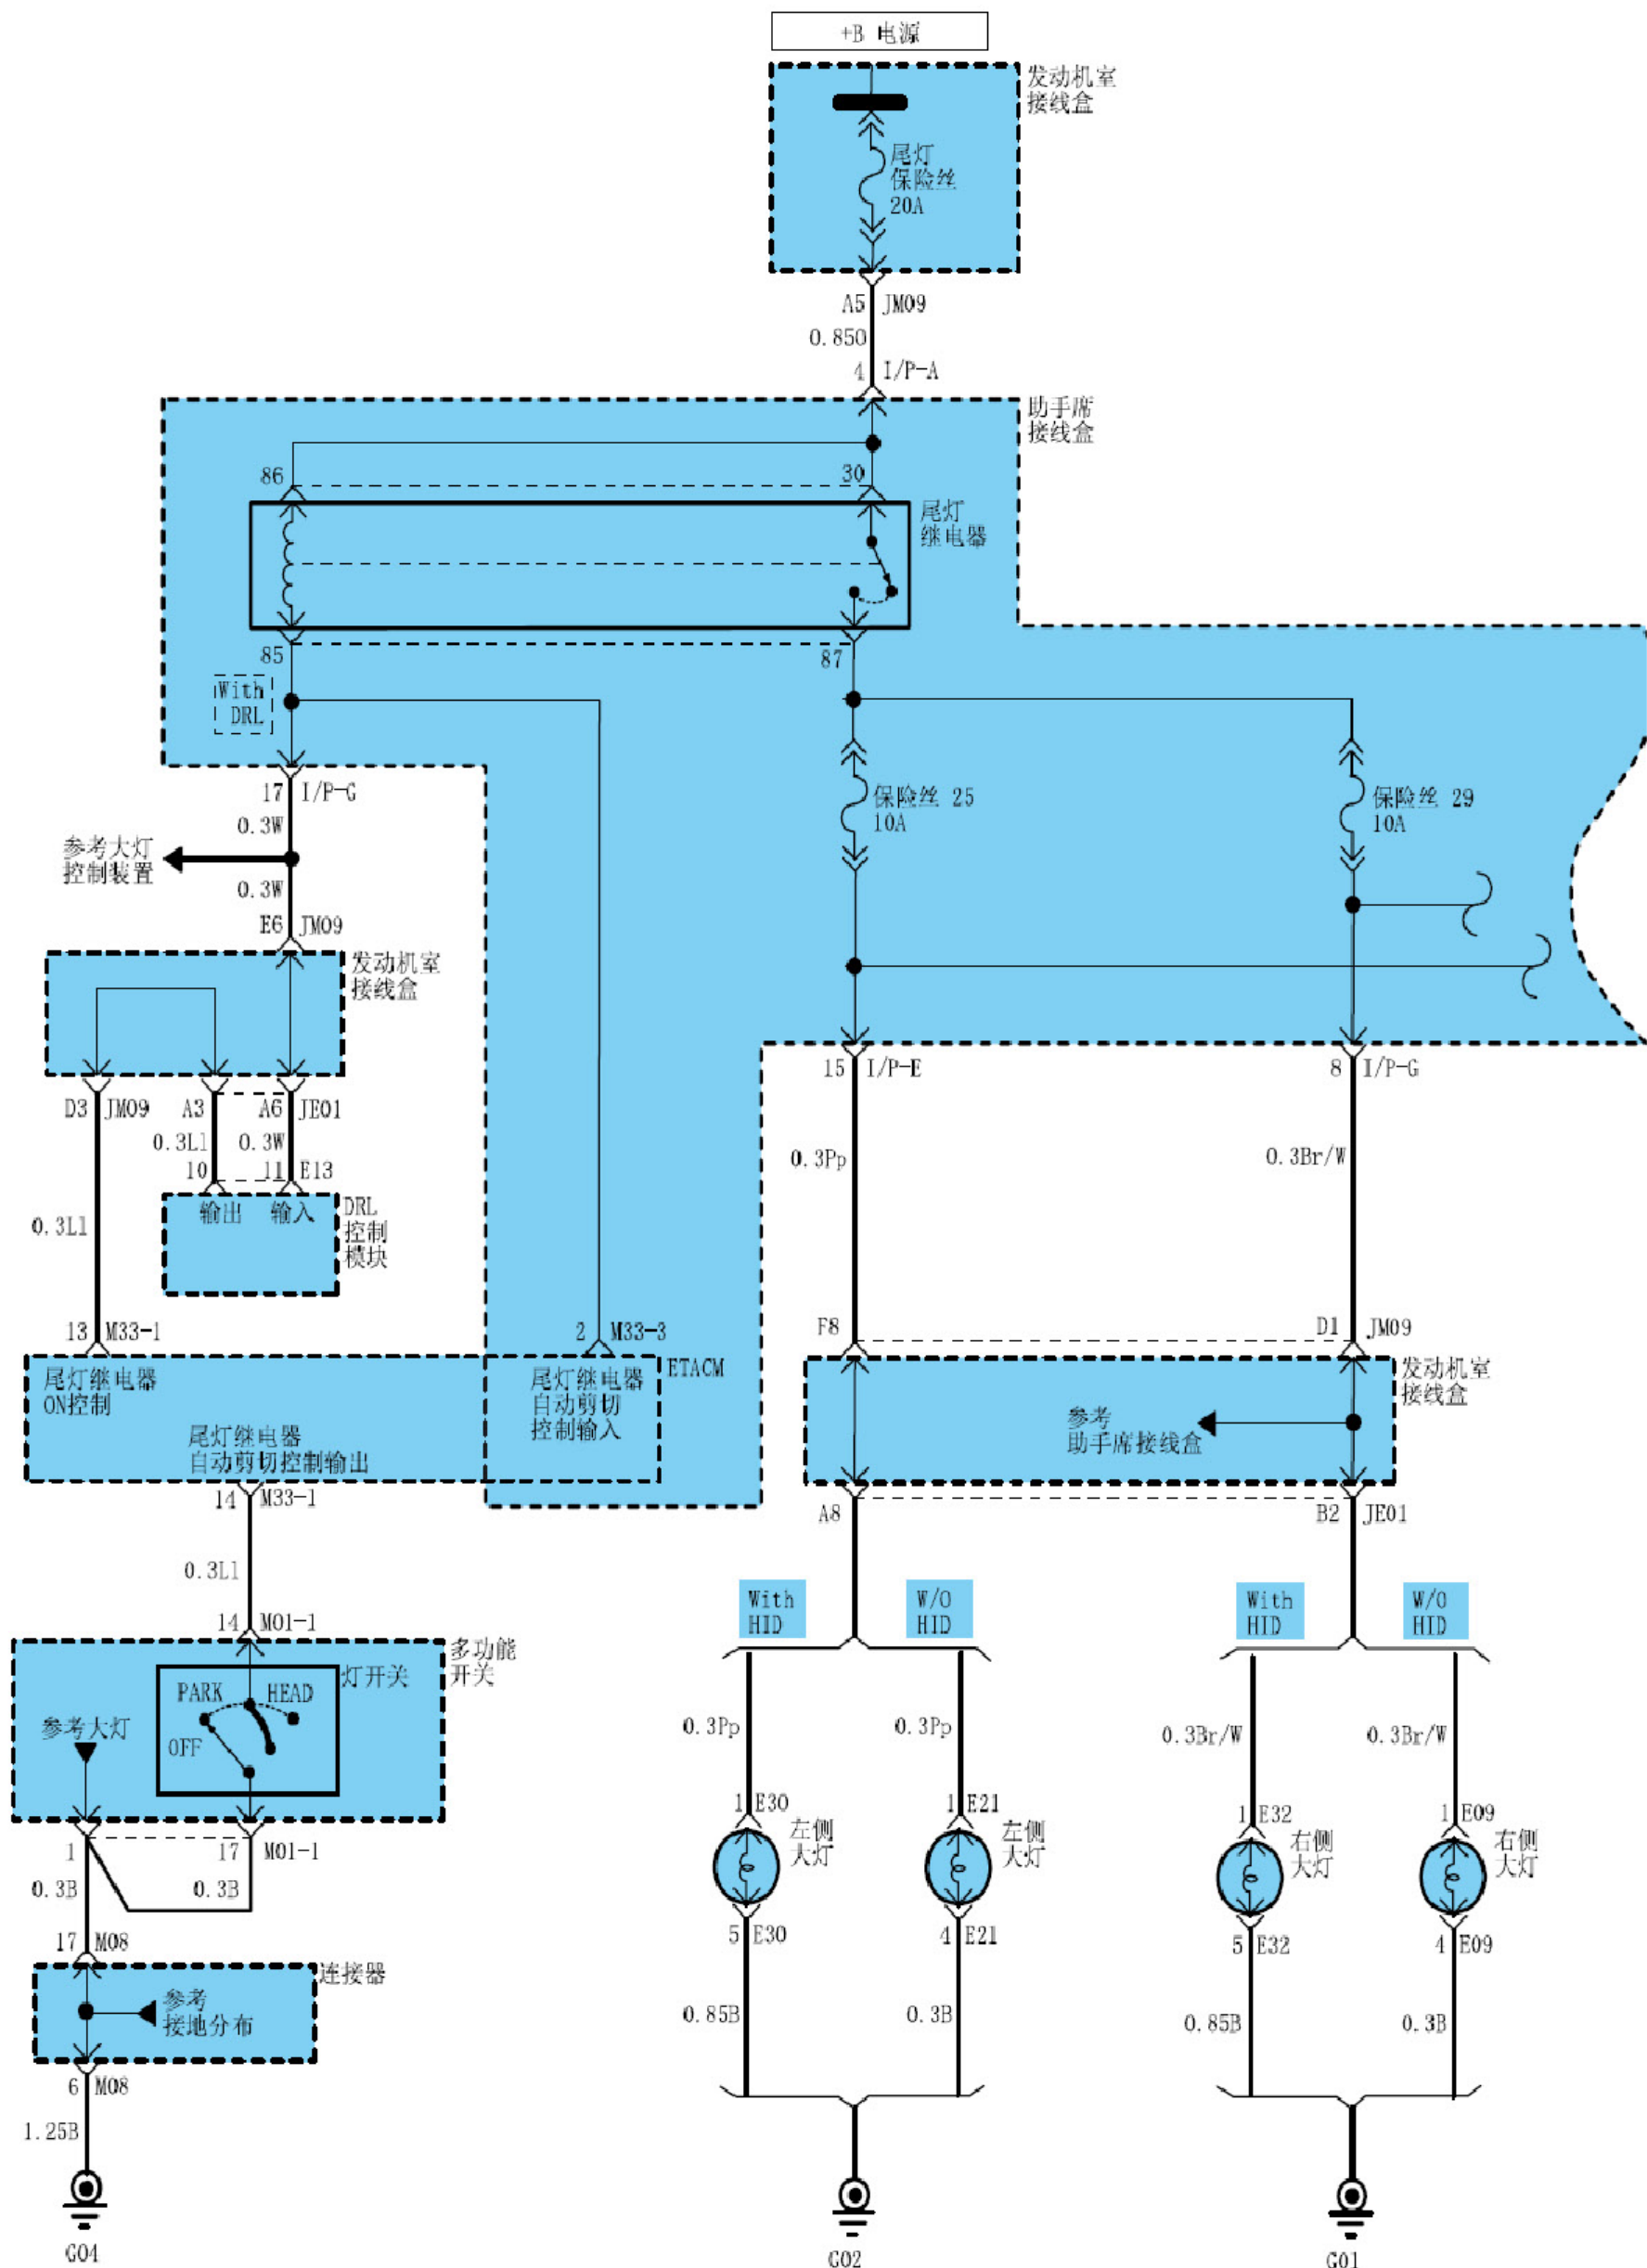 +B 电源
发动机室
接线盒
尾灯
保险丝
20A
A5 JM09
0.85O
4 I/P-A
助手席
接线盒
86
30
尾灯
继电器
85
87
With
DRL
保险丝 25
10A
保险丝 29
10A
17 I/P-G
0.3W
参考大灯
控制装置
0.3W
E6 JM09
发动机室
接线盒
15 I/P-E
8 I/P-G
D3 JM09 A3 A6 JE01
0.3Ll 0.3W
10 11 E13
输出 输入
DRL
控制
模块
0.3Ll
0.3Pp
0.3Br/W
13 M33-1
2 M33-3
F8
D1 JM09
尾灯继电器
ON控制
尾灯继电器
自动剪切
控制输入
ETACM
尾灯继电器
自动剪切控制输出
发动机室
接线盒
参考
助手席接线盒
14 M33-1
A8
B2 JE01
0.3Ll
With
HID
W/O
HID
With
HID
W/O
HID
14 M01-1
多功能
开关
灯开关
PARK HEAD
OFF
参考大灯
0.3Pp
0.3Pp
0.3Br/W
0.3Br/W
1 E30
左侧
大灯
1 E21
左侧
大灯
1 E32
右侧
大灯
1 E09
右侧
大灯
1
17 M01-1
0.3B
0.3B
5 E30
4 E21
5 E32
4 E09
17 M08
连接器
参考
接地分布
0.85B
0.3B
0.85B
0.3B
6 M08
1.25B
G04
G02
G01